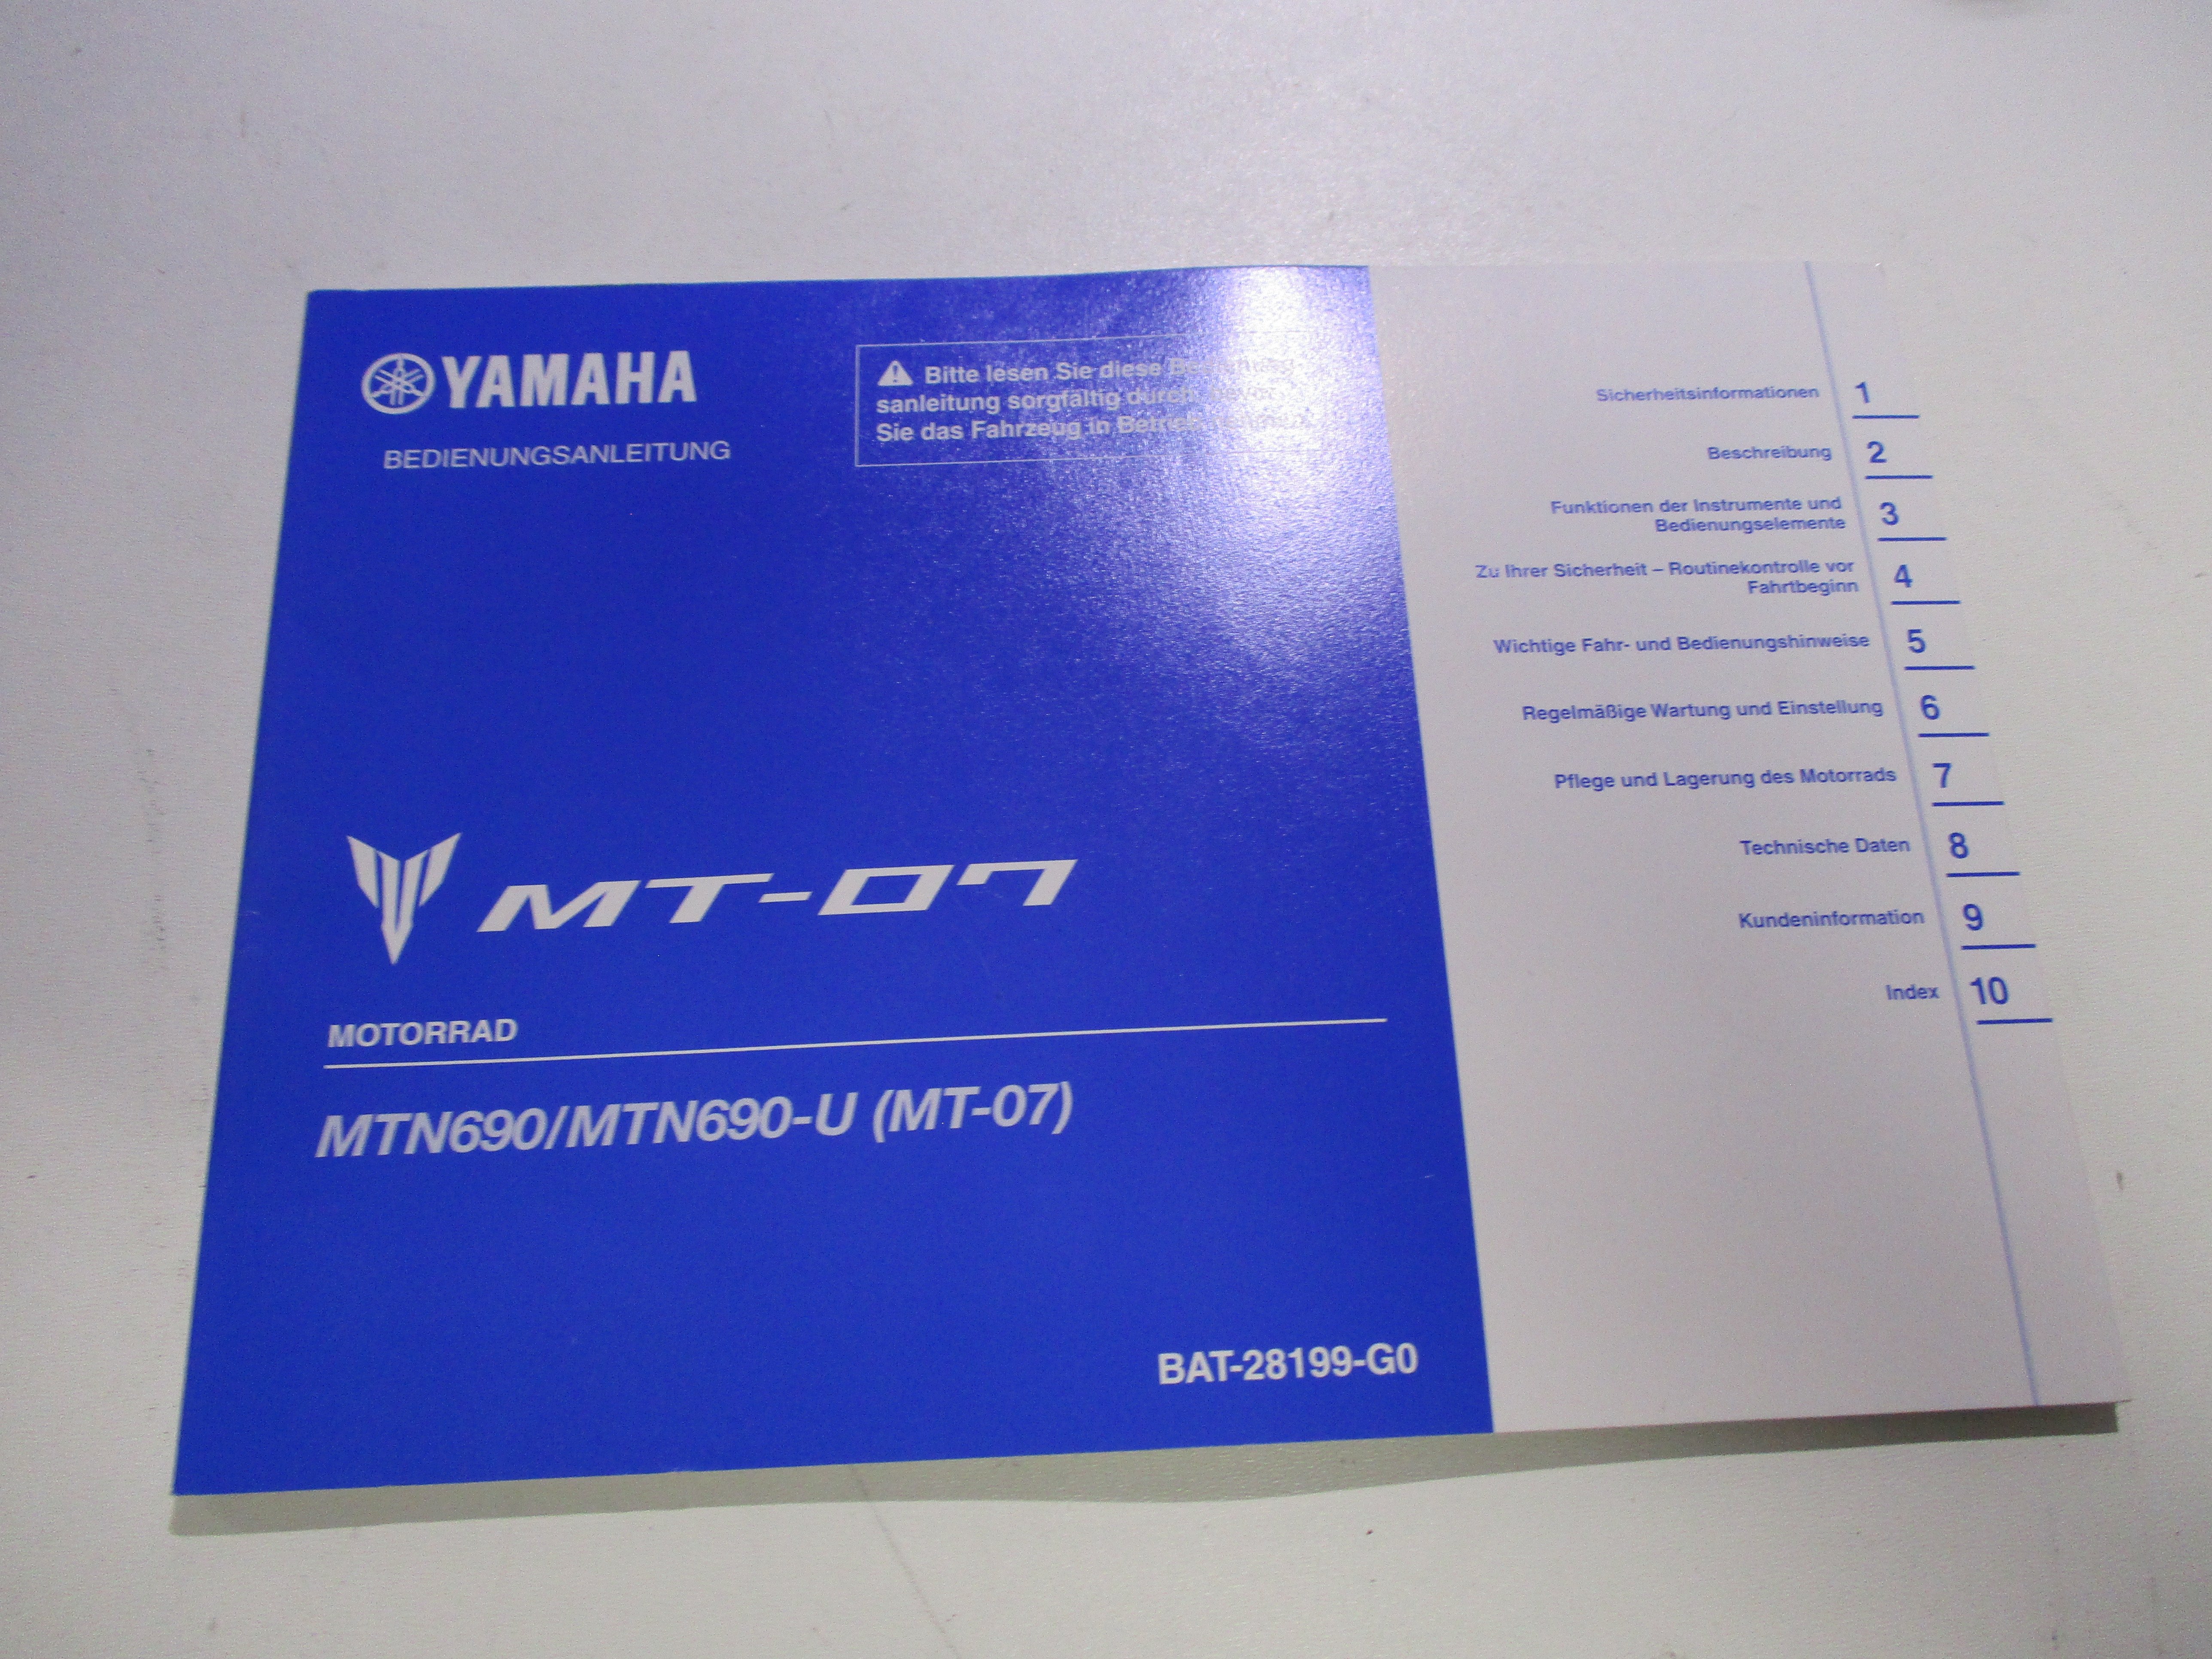 YAMAHA
BEDIENUNGSANLEITUNG
Bitte lesen Sie diese
sanleitung sorgfältig durch,
Sie das Fahrzeug in Betrieb
MT-07
MOTORRAD
MTN690/MTN690-U (MT-07)
BAT-28199-G0
Sicherheitsinformationen 1
Beschreibung 2
Funktionen der Instrumente und
Bedienungselemente 3
Zu Ihrer Sicherheit – Routinekontrolle vor
Fahrtbeginn 4
Wichtige Fahr- und Bedienungshinweise 5
Regelmäßige Wartung und Einstellung 6
Pflege und Lagerung des Motorrads 7
Technische Daten 8
Kundeninformation 9
Index 10